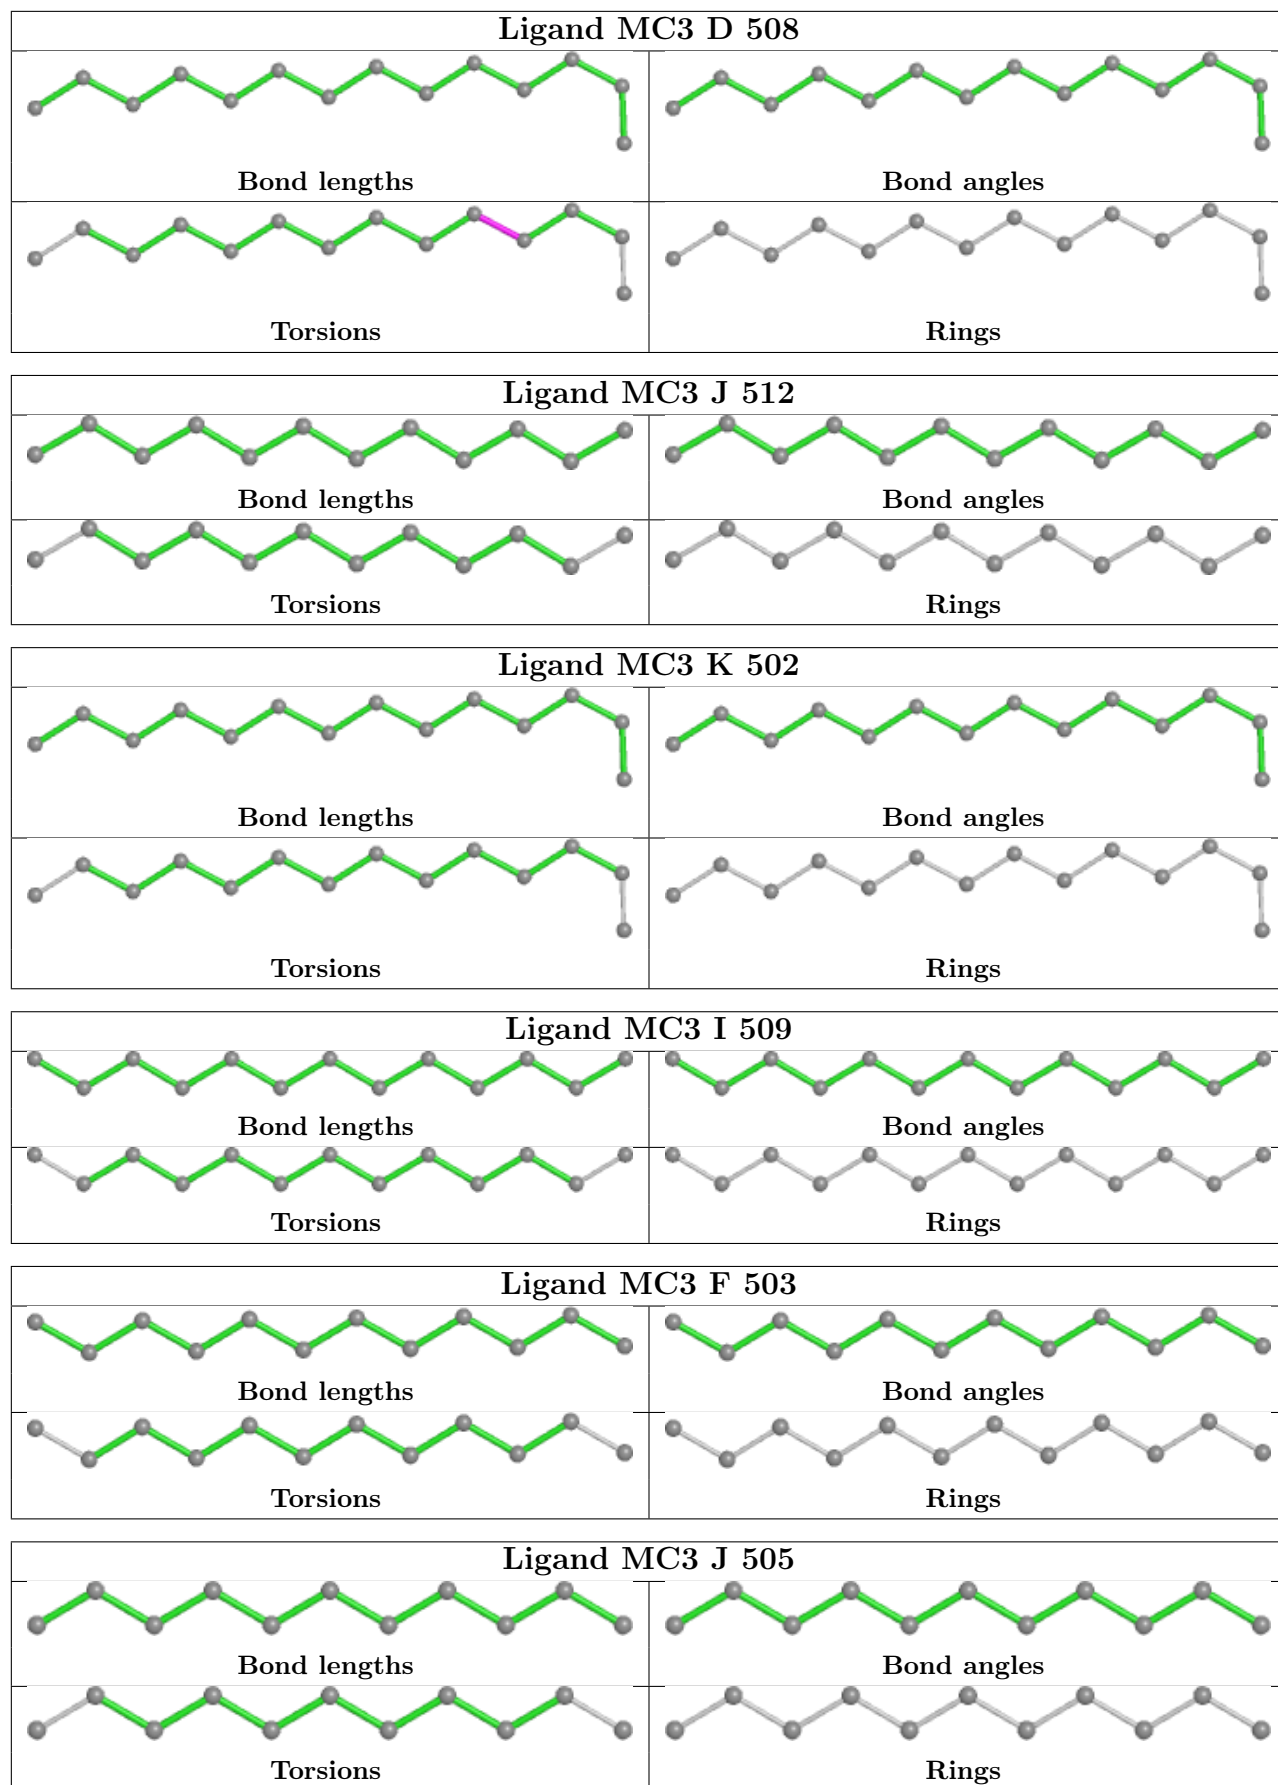 Ligand MC3 D 508
Bond lengths Bond angles
Torsions Rings
Ligand MC3 J 512
Bond lengths Bond angles
Torsions Rings
Ligand MC3 K 502
Bond lengths Bond angles
Torsions Rings
Ligand MC3 I 509
Bond lengths Bond angles
Torsions Rings
Ligand MC3 F 503
Bond lengths Bond angles
Torsions Rings
Ligand MC3 J 505
Bond lengths Bond angles
Torsions Rings